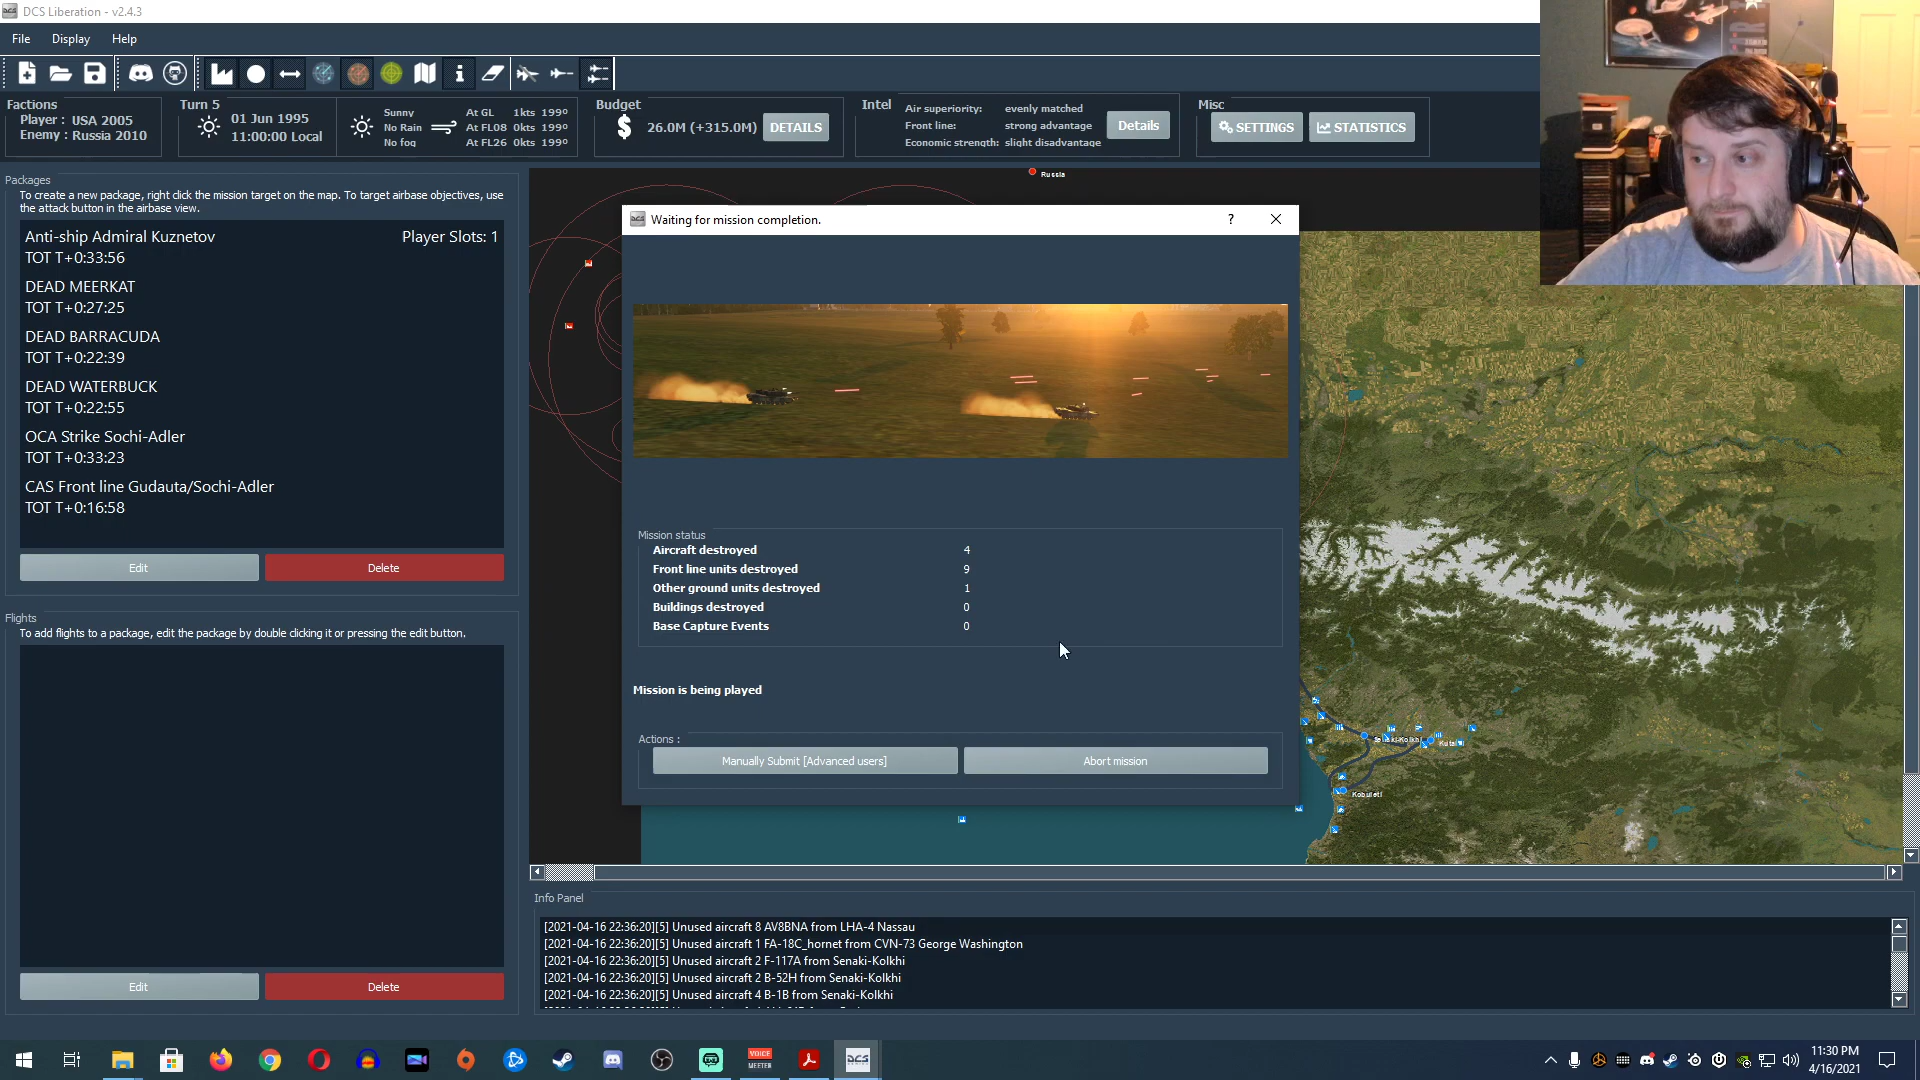 DCS Liberation - v2.4.3
File
Display
Help
Factions
Player : USA 2005
Enemy : Russia 2010
Turn 5
01 Jun 1995
11:00:00 Local
Sunny
No Rain
No fog
At GL 1kts 199º
At FL08 0kts 199º
At FL26 0kts 199º
Budget
26.0M (+315.0M)
DETAILS
Intel
Air superiority: evenly matched
Front line: strong advantage
Economic strength: slight disadvantage
Details
Misc
SETTINGS
STATISTICS
Packages
To create a new package, right click the mission target on the map. To target airbase objectives, use
the attack button in the airbase view.
Anti-ship Admiral Kuznetov Player Slots: 1
TOT T+0:33:56
DEAD MEERKAT
TOT T+0:27:25
DEAD BARRACUDA
TOT T+0:22:39
DEAD WATERBUCK
TOT T+0:22:55
OCA Strike Sochi-Adler
TOT T+0:33:23
CAS Front line Gudauta/Sochi-Adler
TOT T+0:16:58
Edit
Delete
Flights
To add flights to a package, edit the package by double clicking it or pressing the edit button.
Edit
Delete
Russia
DCS
Waiting for mission completion.
?
Mission status
Aircraft destroyed 4
Front line units destroyed 9
Other ground units destroyed 1
Buildings destroyed 0
Base Capture Events 0
Mission is being played
Actions :
Manually Submit [Advanced users]
Abort mission
Senaki-Kolkhi
Kobuleti
Info Panel
[2021-04-16 22:36:20][5] Unused aircraft 8 AV8BNA from LHA-4 Nassau
[2021-04-16 22:36:20][5] Unused aircraft 1 FA-18C_hornet from CVN-73 George Washington
[2021-04-16 22:36:20][5] Unused aircraft 2 F-117A from Senaki-Kolkhi
[2021-04-16 22:36:20][5] Unused aircraft 2 B-52H from Senaki-Kolkhi
[2021-04-16 22:36:20][5] Unused aircraft 4 B-1B from Senaki-Kolkhi
VOICE
MEETER
DCS
11:30 PM
4/16/2021